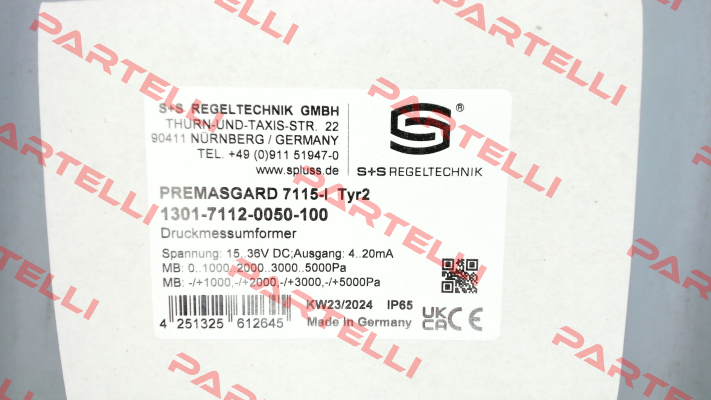 S+S REGELTECHNIK GMBH
THURN-UND-TAXIS-STR. 22
90411 NÜRNBERG / GERMANY
TEL. +49 (0)911 51947-0
www.spluss.de
S ®
S+S REGELTECHNIK
PREMASGARD 7115-I Tyr2
1301-7112-0050-100
Druckmessumformer
Spannung: 15..36V DC;Ausgang: 4..20mA
MB: 0..1000..2000..3000..5000Pa
MB: -/+1000,-/+2000,-/+3000,-/+5000Pa
KW23/2024 IP65
Made in Germany
4 251325 612645
UK CA CE
PARTELLI
PARTELLI
PARTELLI
PARTELLI
PARTELLI
PARTELLI
PARTELLI